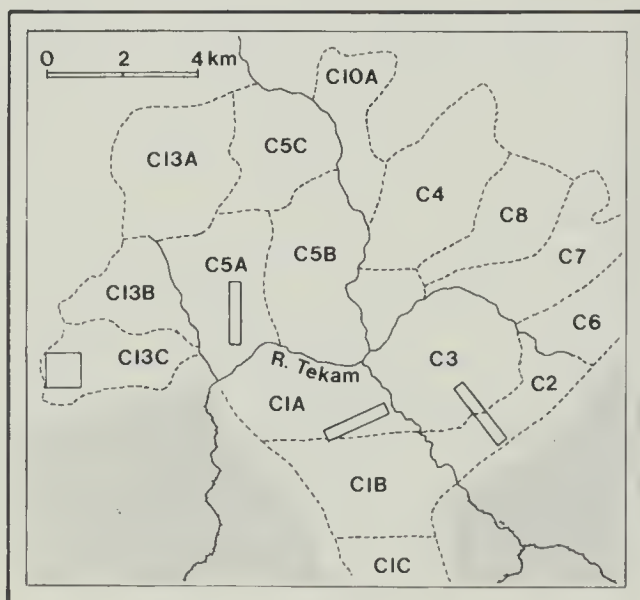 0 2 4 km
C10A
C13A
C5C
C4
C8
C7
C5A
C5B
C13B
C6
C13C
C3
R. Tekam
C2
C1A
C1B
C1C